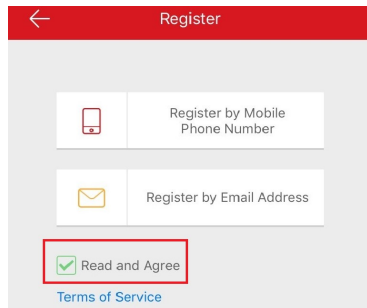 Register
Register by Mobile
Phone Number
Register by Email Address
Read and Agree
Terms of Service